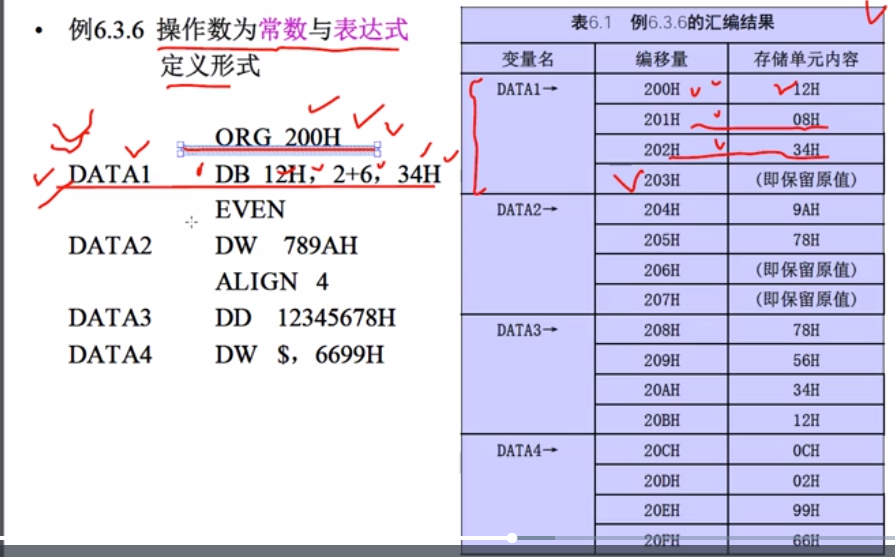 • 例6.3.6 操作数为常数与表达式
定义形式
ORG 200H
DATA1 DB 12H, 2+6, 34H
EVEN
DATA2 DW 789AH
ALIGN 4
DATA3 DD 12345678H
DATA4 DW $, 6699H
表6.1 例6.3.6的汇编结果
变量名 编移量 存储单元内容
DATA1→ 200H 12H
201H 08H
202H 34H
203H (即保留原值)
DATA2→ 204H 9AH
205H 78H
206H (即保留原值)
207H (即保留原值)
DATA3→ 208H 78H
209H 56H
20AH 34H
20BH 12H
DATA4→ 20CH 0CH
20DH 02H
20EH 99H
20FH 66H